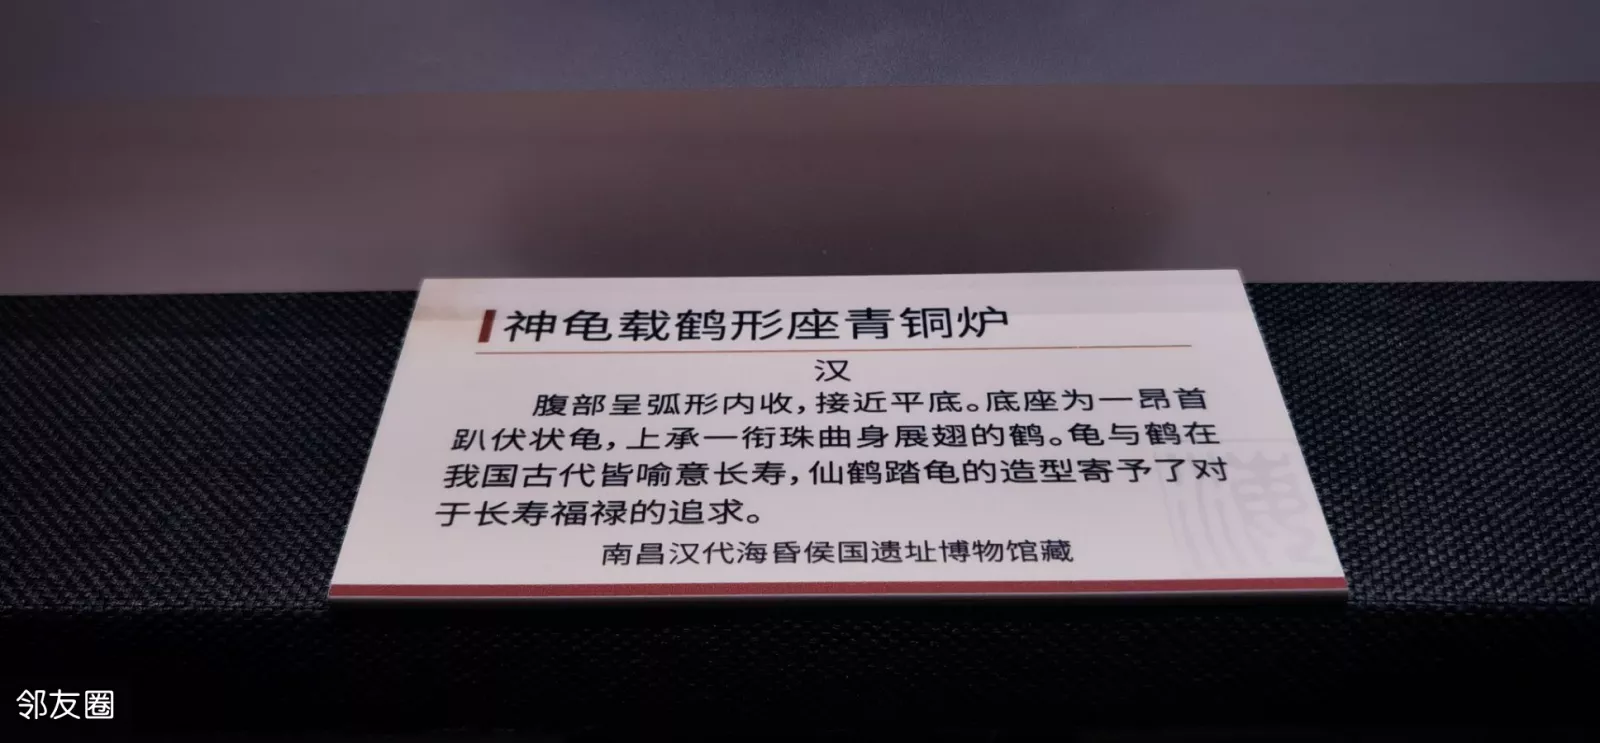 神龟载鹤形座青铜炉
汉
腹部呈弧形内收，接近平底。底座为一昂首
趴伏状龟，上承一衔珠曲身展翅的鹤。龟与鹤在
我国古代皆喻意长寿，仙鹤踏龟的造型寄予了对
于长寿福禄的追求。
南昌汉代海昏侯国遗址博物馆藏
邻友圈